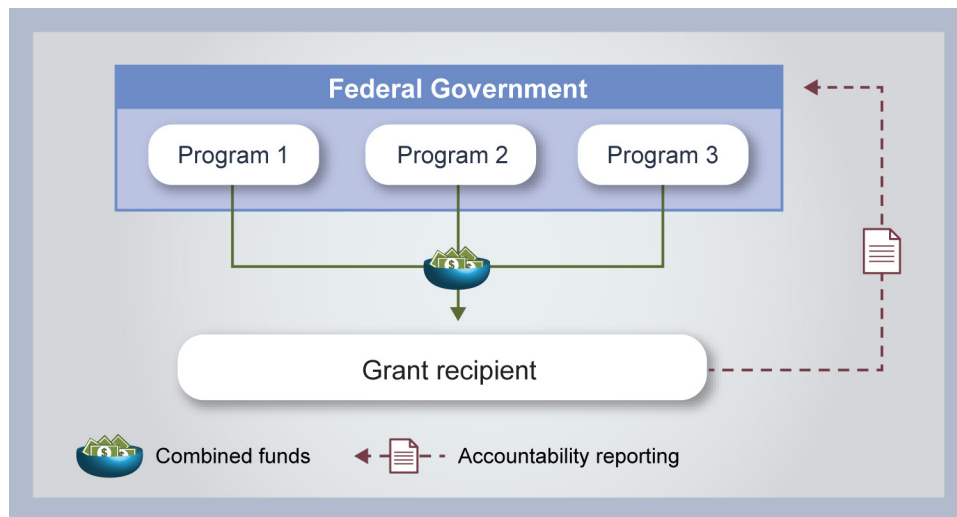 Federal Government
Program 1
Program 2
Program 3
Grant recipient
Combined funds
Accountability reporting